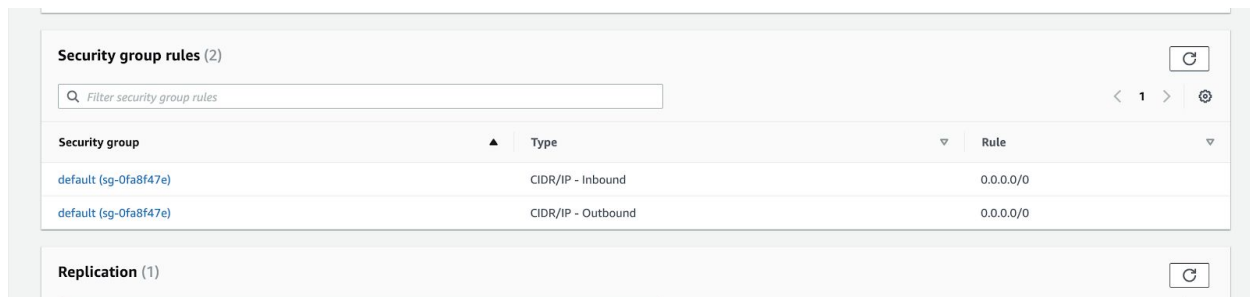 Security group rules (2)
Filter security group rules
1
Security group Type Rule
default (sg-0fa8f47e) CIDR/IP - Inbound 0.0.0.0/0
default (sg-0fa8f47e) CIDR/IP - Outbound 0.0.0.0/0
Replication (1)